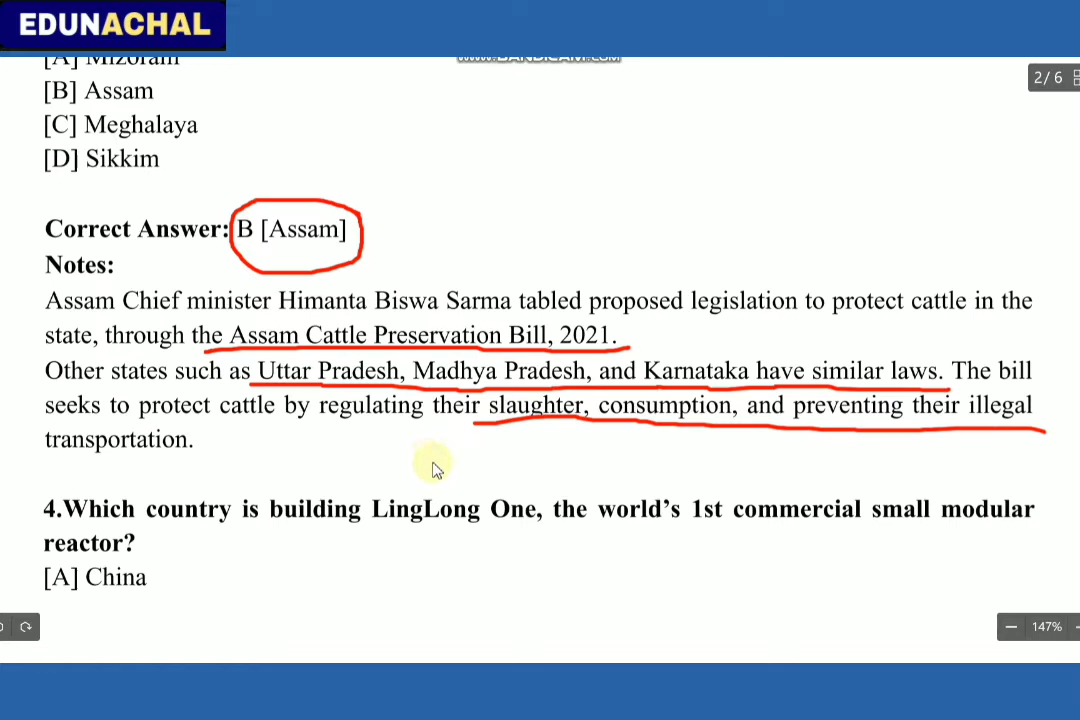 EDUNACHAL
[A] Mizoram
www.BANDICAM.com
2/ 6
[B] Assam
[C] Meghalaya
[D] Sikkim
Correct Answer: B [Assam]
Notes:
Assam Chief minister Himanta Biswa Sarma tabled proposed legislation to protect cattle in the
state, through the Assam Cattle Preservation Bill, 2021.
Other states such as Uttar Pradesh, Madhya Pradesh, and Karnataka have similar laws. The bill
seeks to protect cattle by regulating their slaughter, consumption, and preventing their illegal
transportation.
4.Which country is building LingLong One, the world’s 1st commercial small modular
reactor?
[A] China
147%